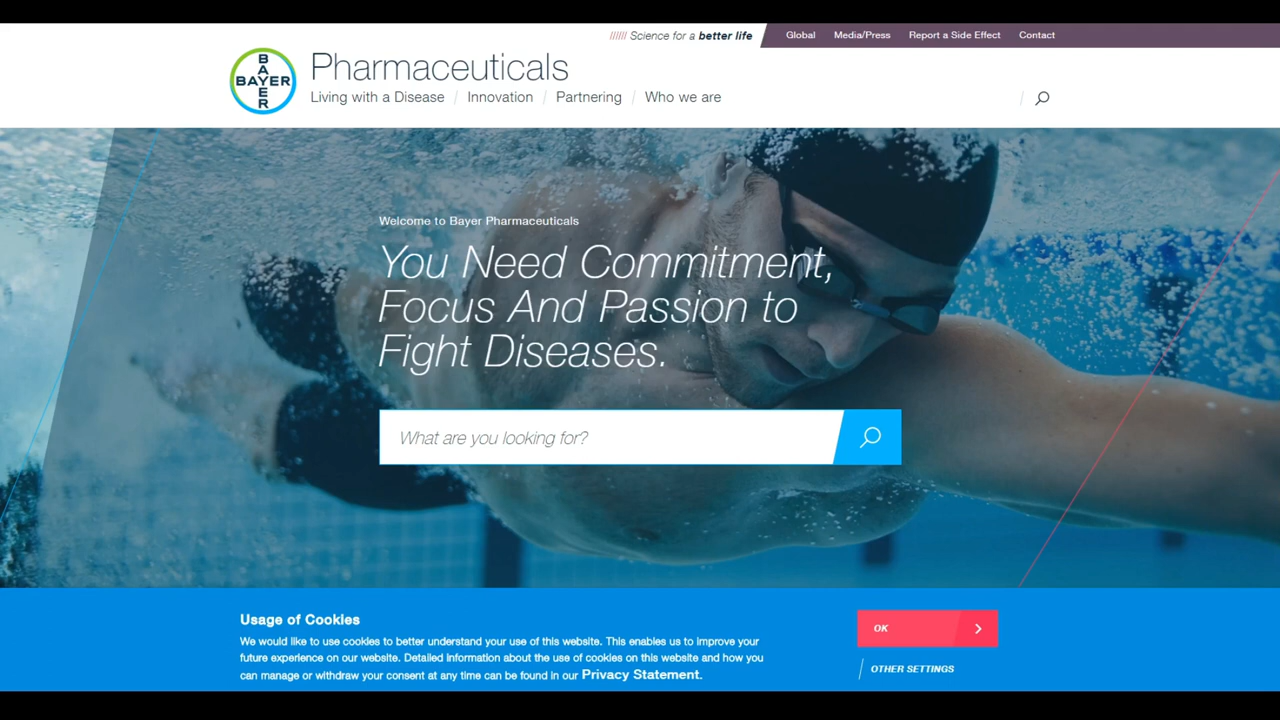 ////// Science for a better life
Global
Media/Press
Report a Side Effect
Contact
BAYER
BAYER
Pharmaceuticals
Living with a Disease / Innovation / Partnering / Who we are
Welcome to Bayer Pharmaceuticals
You Need Commitment,
Focus And Passion to
Fight Diseases.
What are you looking for?
Usage of Cookies
We would like to use cookies to better understand your use of this website. This enables us to improve your
future experience on our website. Detailed information about the use of cookies on this website and how you
can manage or withdraw your consent at any time can be found in our Privacy Statement.
OK
OTHER SETTINGS